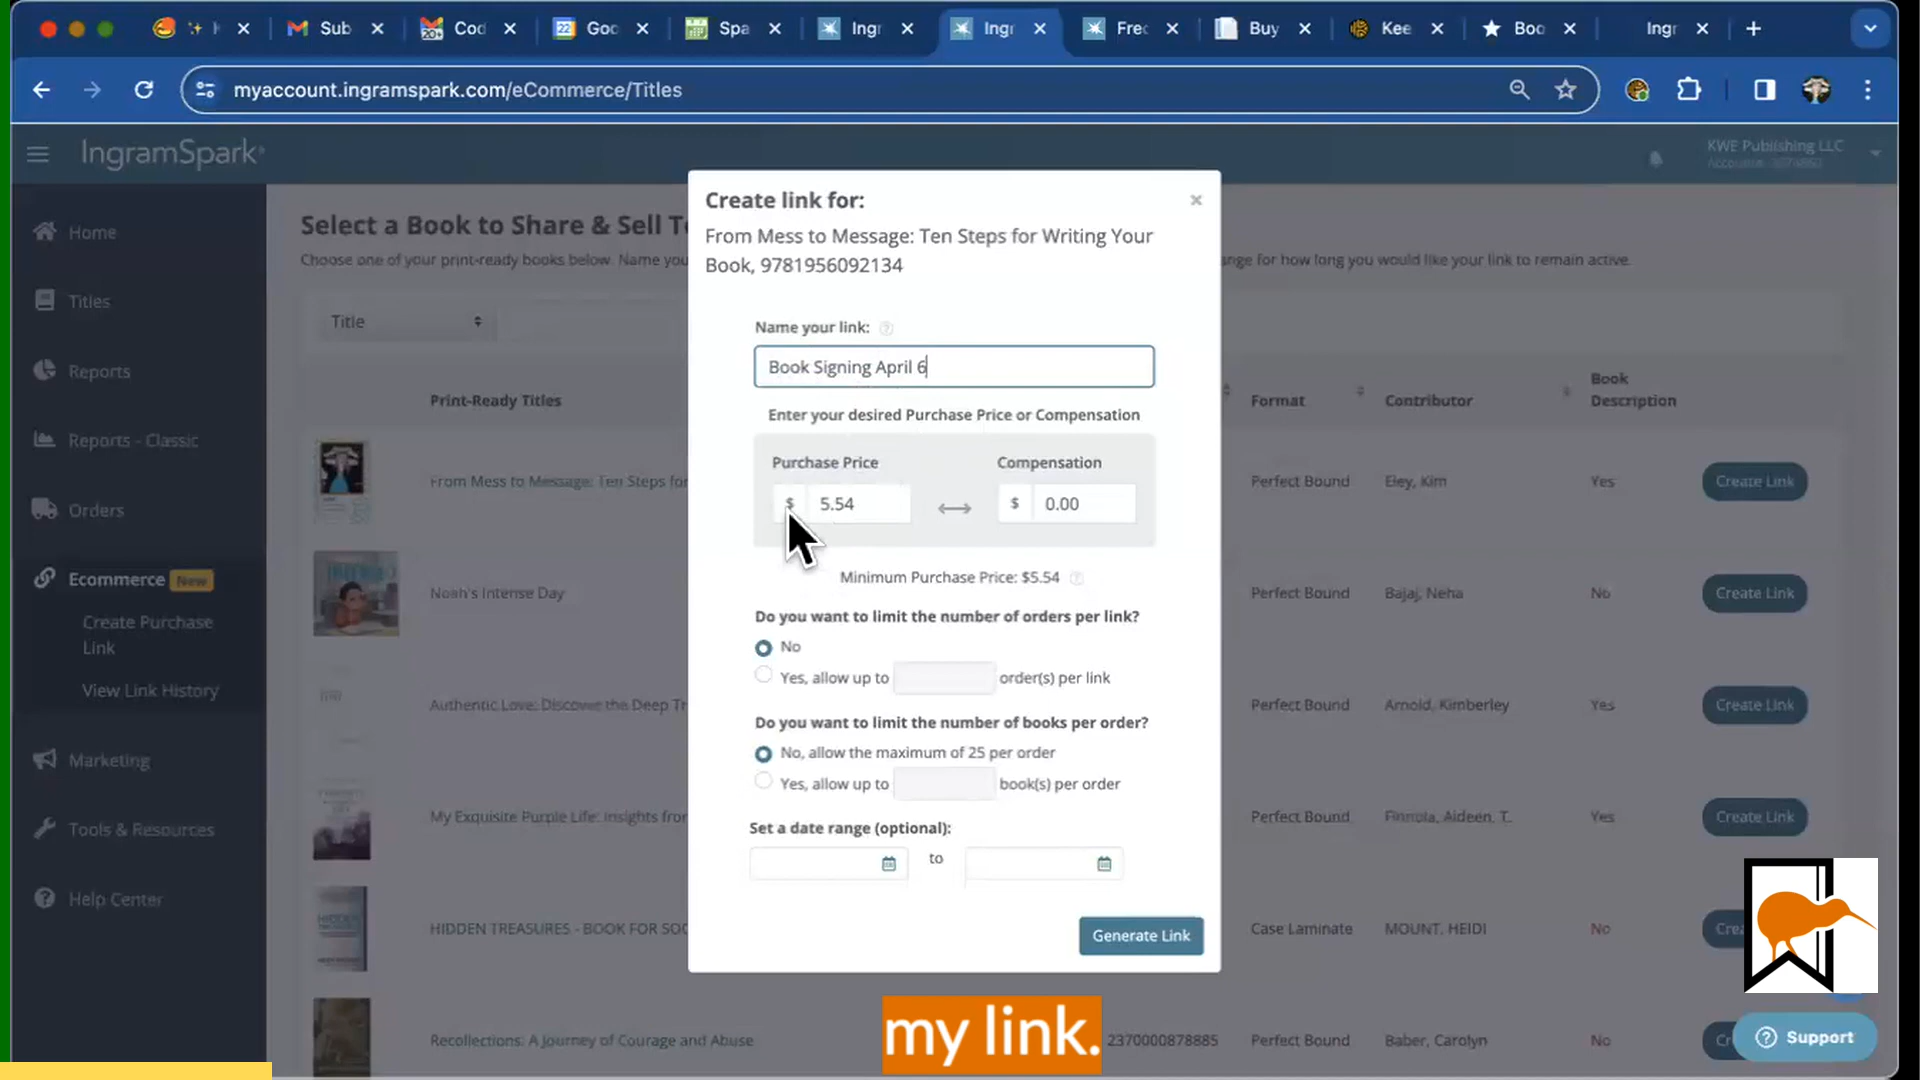 Sub
Cod
Goo
Spa
Ingr
Ingr
Free
Buy
Kee
Boo
Ingr
myaccount.ingramspark.com/eCommerce/Titles
IngramSpark
KWE Publishing LLC
Home
Titles
Reports
Reports - Classic
Orders
Ecommerce New
Create Purchase
Link
View Link History
Marketing
Tools & Resources
Help Center
Select a Book to Share & Sell T
Choose one of your print-ready books below. Name you
ange for how long you would like your link to remain active.
Title
Print-Ready Titles
Format
Contributor
Book
Description
From Mess to Message: Ten Steps for
Perfect Bound
Eley, Kim
Yes
Create Link
Noah's Intense Day
Perfect Bound
Bajaj, Neha
No
Create Link
Authentic Love: Discover the Deep Tr
Perfect Bound
Arnold, Kimberley
Yes
Create Link
My Exquisite Purple Life: Insights from
Perfect Bound
Finnola, Aideen, T.
Yes
Create Link
HIDDEN TREASURES - BOOK FOR SOC
Case Laminate
MOUNT, HEIDI
No
Crea
Recollections: A Journey of Courage and Abuse
2370000878885
Perfect Bound
Baber, Carolyn
No
Cr
Create link for:
×
From Mess to Message: Ten Steps for Writing Your
Book, 9781956092134
Name your link:
Book Signing April 6
Enter your desired Purchase Price or Compensation
Purchase Price
Compensation
$ 5.54
$ 0.00
Minimum Purchase Price: $5.54
Do you want to limit the number of orders per link?
No
Yes, allow up to
order(s) per link
Do you want to limit the number of books per order?
No, allow the maximum of 25 per order
Yes, allow up to
book(s) per order
Set a date range (optional):
to
Generate Link
my link.
Support